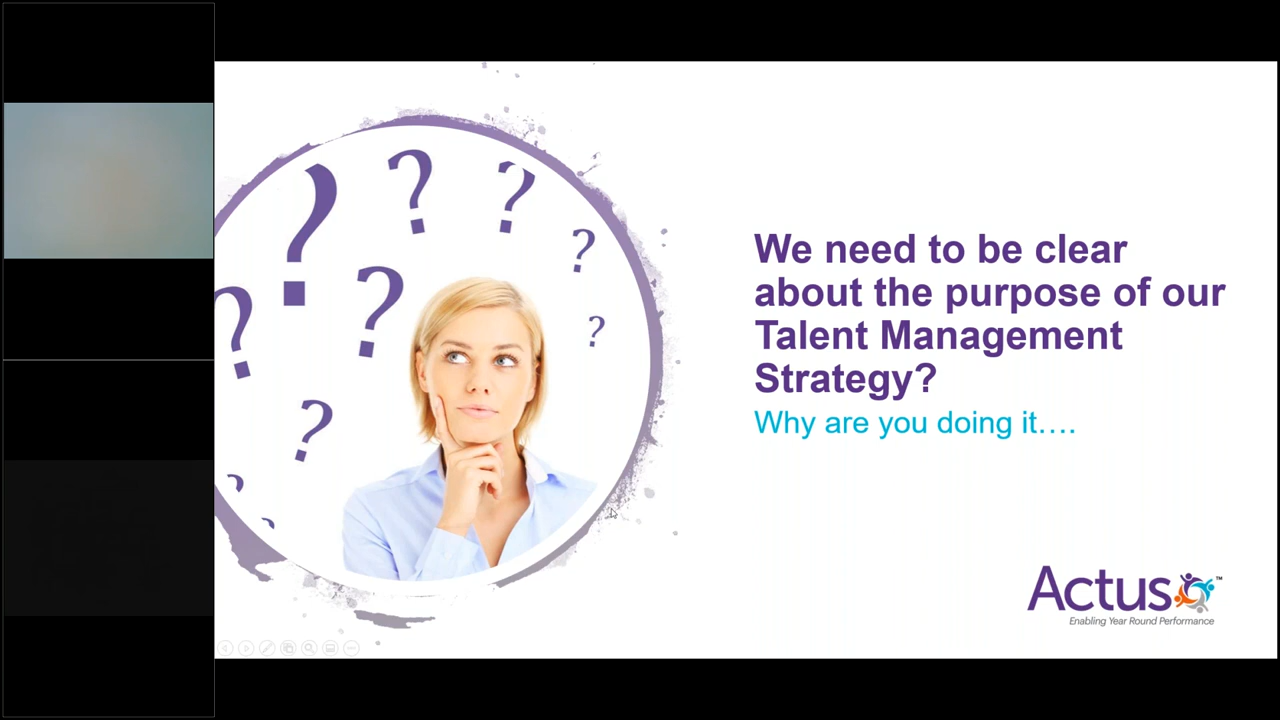 ? ? ? ? ? ? ? ? ? ?
We need to be clear
about the purpose of our
Talent Management
Strategy?
Why are you doing it….
Actus™
Enabling Year Round Performance